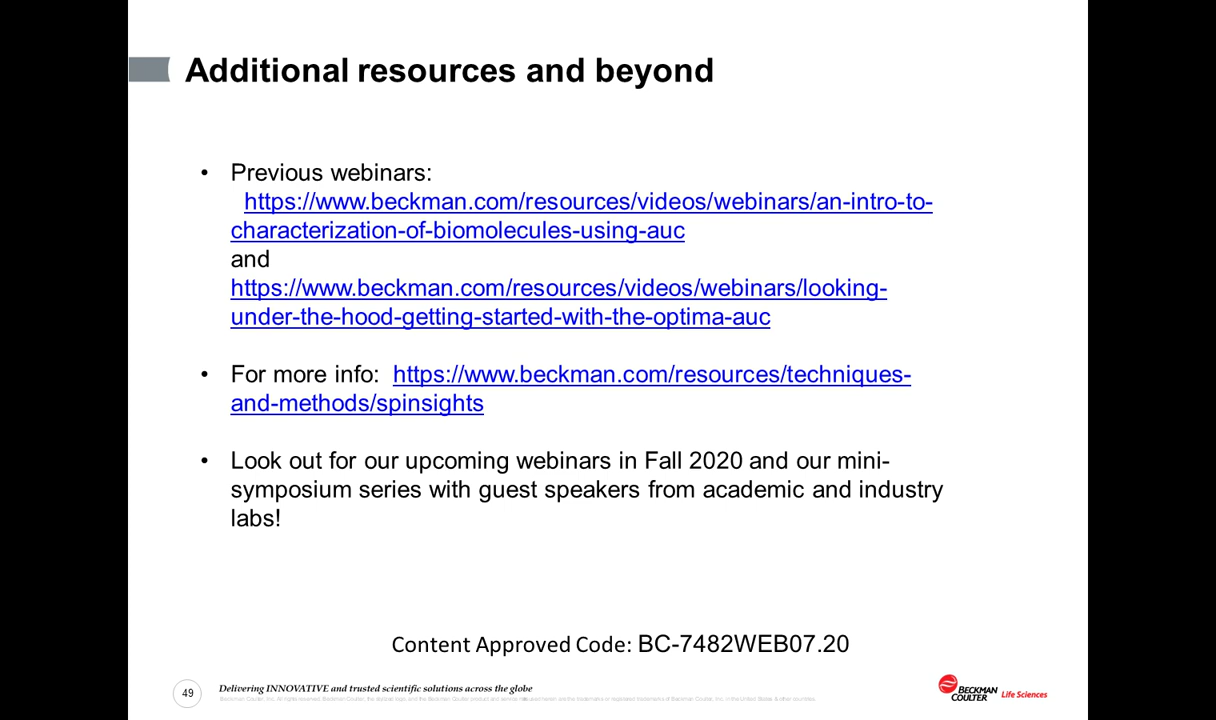 Additional resources and beyond
• Previous webinars:
https://www.beckman.com/resources/videos/webinars/an-intro-to-
characterization-of-biomolecules-using-auc
and
https://www.beckman.com/resources/videos/webinars/looking-
under-the-hood-getting-started-with-the-optima-auc
• For more info: https://www.beckman.com/resources/techniques-
and-methods/spinsights
• Look out for our upcoming webinars in Fall 2020 and our mini-
symposium series with guest speakers from academic and industry
labs!
Content Approved Code: BC-7482WEB07.20
49
Delivering INNOVATIVE and trusted scientific solutions across the globe
BECKMAN
COULTER Life Sciences